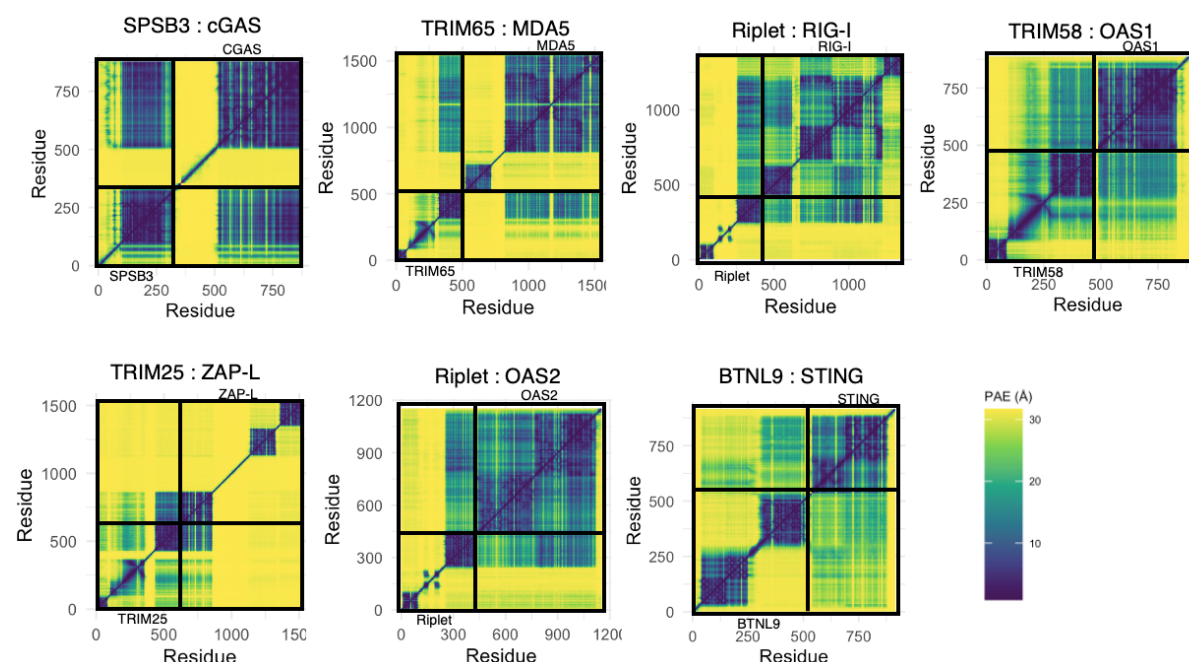 SPSB3 : cGAS
CGAS
Residue
750
500
250
0
SPSB3
0 250 500 750
Residue
TRIM65 : MDA5
MDA5
Residue
1500
1000
500
0
TRIM65
0 500 1000 1500
Residue
Riplet : RIG-I
RIG-I
Residue
1000
500
0
Riplet
0 500 1000
Residue
TRIM58 : OAS1
OAS1
Residue
750
500
250
0
TRIM58
0 250 500 750
Residue
TRIM25 : ZAP-L
ZAP-L
Residue
1500
1000
500
0
TRIM25
0 500 1000
Residue
Riplet : OAS2
OAS2
Residue
1200
900
600
300
0
Riplet
0 300 600 900
Residue
BTNL9 : STING
STING
Residue
750
500
250
0
BTNL9
0 250 500 750
Residue
PAE (Å)
30
20
10